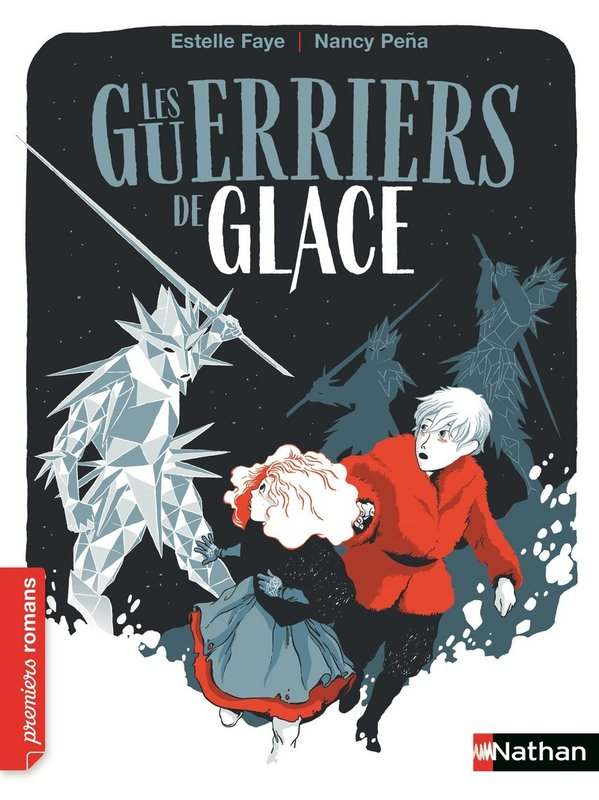 Estelle Faye | Nancy Peña
LES
GUERRIERS
DE GLACE
premiers romans
Nathan